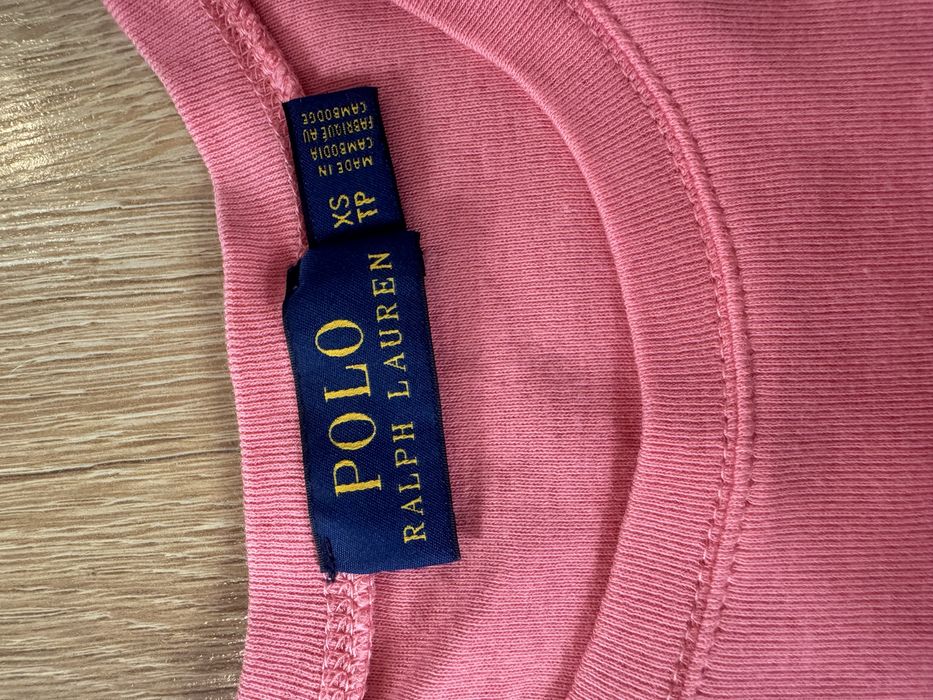 POLO
RALPH LAUREN
XS
TP
MADE IN
CAMBODIA
FABRIQUÉ AU
CAMBODGE